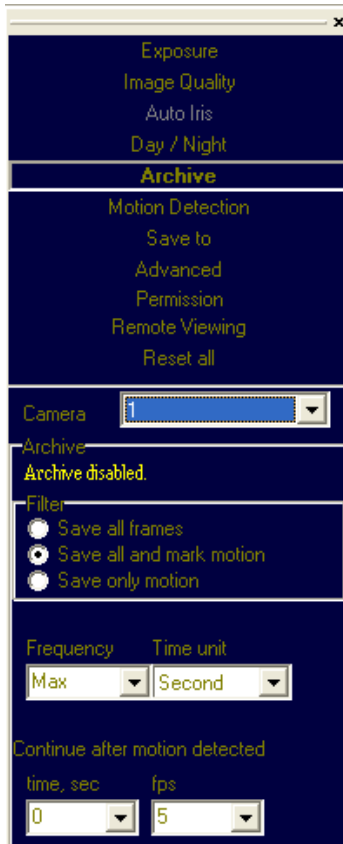 Exposure
Image Quality
Auto Iris
Day / Night
Archive
Motion Detection
Save to
Advanced
Permission
Remote Viewing
Reset all
Camera 1
Archive
Archive disabled.
Filter
Save all frames
Save all and mark motion
Save only motion
Frequency Time unit
Max Second
Continue after motion detected
time, sec fps
0 5